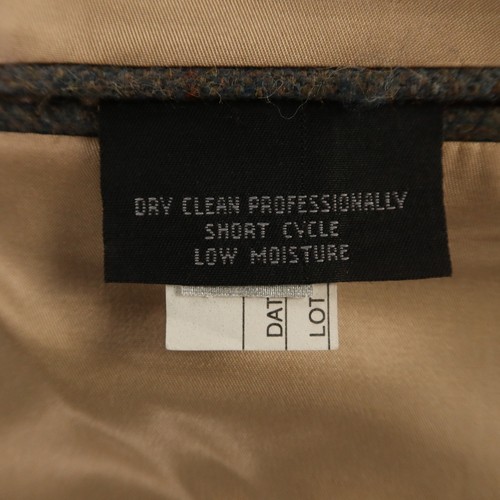 DRY CLEAN PROFESSIONALLY
SHORT CYCLE
LOW MOISTURE
DAT
LOT